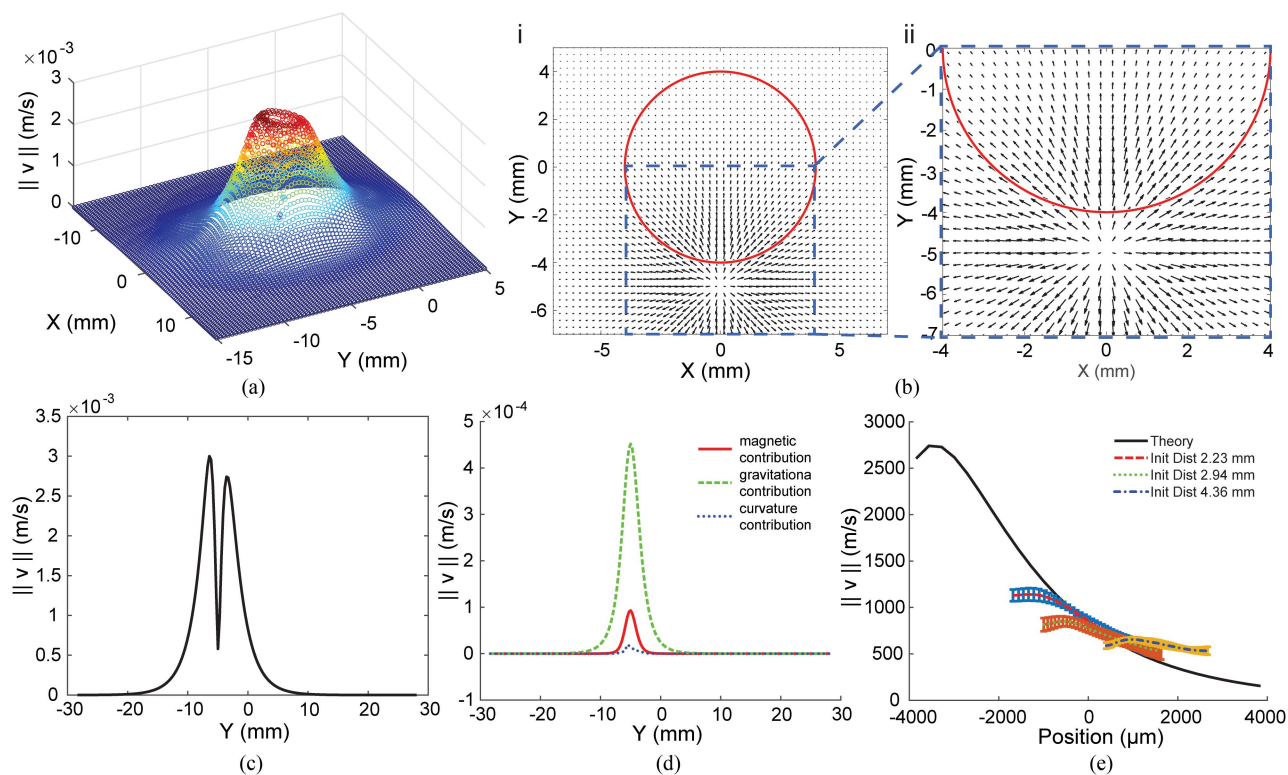 ×10⁻³
3
2
1
0
|| v || (m/s)
-10
0
10
X (mm)
-15
-10
-5
0
5
Y (mm)
(a)
i
4
2
0
-2
-4
-6
Y (mm)
-5
0
5
X (mm)
ii
0
-1
-2
-3
-4
-5
-6
-7
Y (mm)
-4
-2
0
2
4
X (mm)
(b)
×10⁻³
3.5
3
2.5
2
1.5
1
0.5
0
|| v || (m/s)
-30
-20
-10
0
10
20
30
Y (mm)
(c)
×10⁻⁴
5
4
3
2
1
0
-1
|| v || (m/s)
magnetic
contribution
gravitationa
contribution
curvature
contribution
-30
-20
-10
0
10
20
30
Y (mm)
(d)
3000
2500
2000
1500
1000
500
0
|| v || (m/s)
Theory
Init Dist 2.23 mm
Init Dist 2.94 mm
Init Dist 4.36 mm
-4000
-2000
0
2000
4000
Position (µm)
(e)